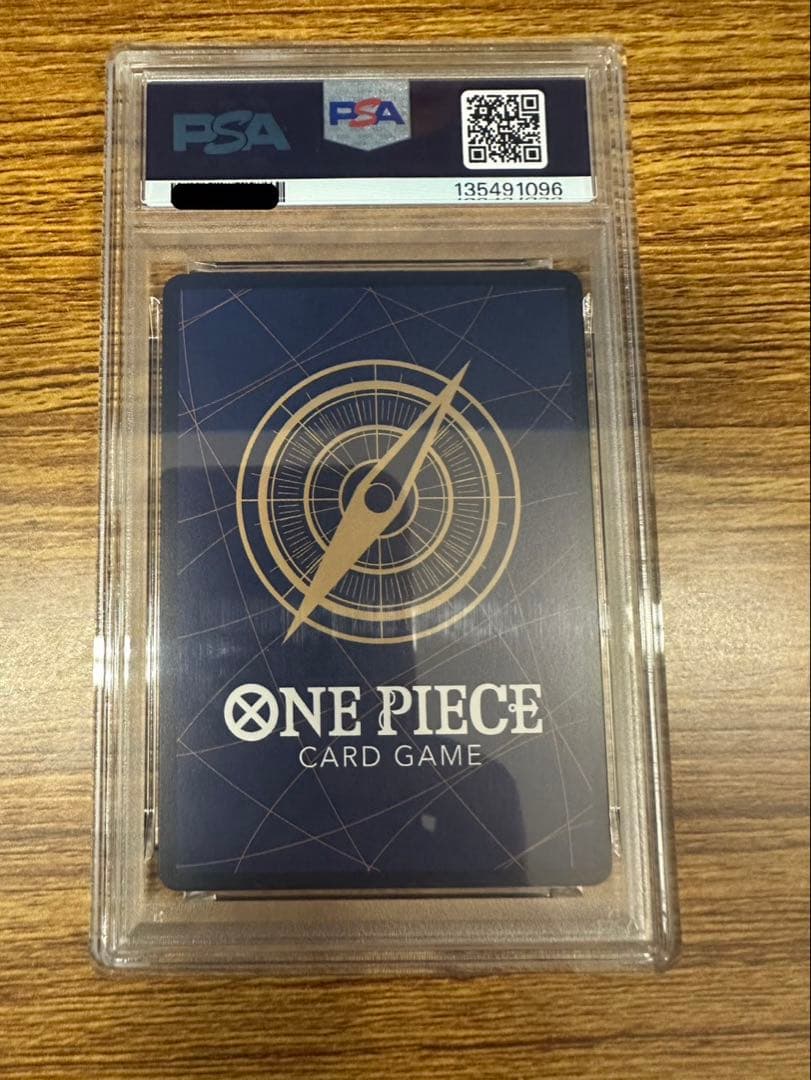 PSA
PSA
135491096
ONE PIECE
CARD GAME